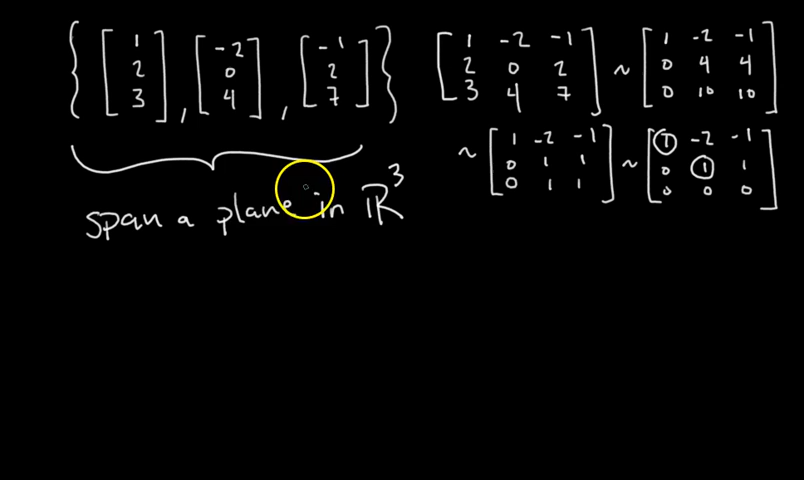 { [ 1 2 3 ] , [ -2 0 4 ] , [ -1 2 7 ] }
[ 1 -2 -1
2 0 2
3 4 7 ] ~ [ 1 -2 -1
0 4 4
0 10 10 ]
~ [ 1 -2 -1
0 1 1
0 1 1 ] ~ [ 1 -2 -1
0 1 1
0 0 0 ]
span a plane in ℝ³